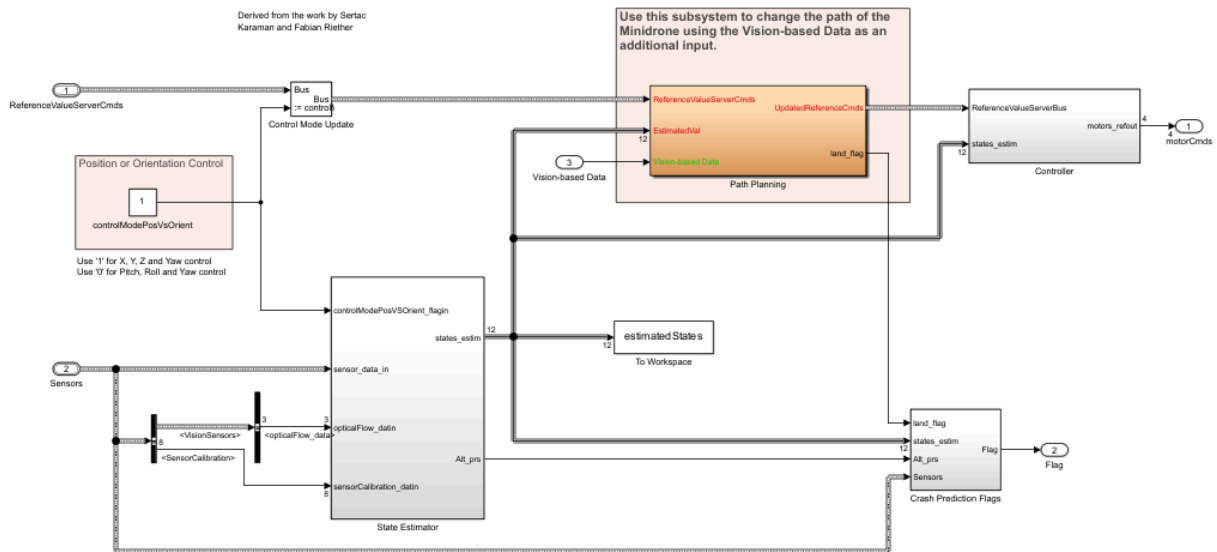 Derived from the work by Sertac
Karaman and Fabian Riether
Use this subsystem to change the path of the
Minidrone using the Vision-based Data as an
additional input.
1
ReferenceValueServerCmds
Bus
Bus
:= control\
Control Mode Update
ReferenceValueServerCmds
UpdatedReferenceCmds
EstimatedVal
12
Vision-based Data
land_flag
Path Planning
3
Vision-based Data
ReferenceValueServerBus
motors_refout
4
states_estim
12
Controller
4
1
motorCmds
Position or Orientation Control
1
controlModePosVsOrient
Use '1' for X, Y, Z and Yaw control
Use '0' for Pitch, Roll and Yaw control
controlModePosVSOrient_flagin
states_estim
12
sensor_data_in
3
opticalFlow_datin
Alt_prs
sensorCalibration_datin
8
State Estimator
estimatedStates
12
To Workspace
2
Sensors
8
<VisionSensors>
<SensorCalibration>
3
<opticalFlow_data>
land_flag
states_estim
12
Flag
Alt_prs
Sensors
Crash Prediction Flags
2
Flag